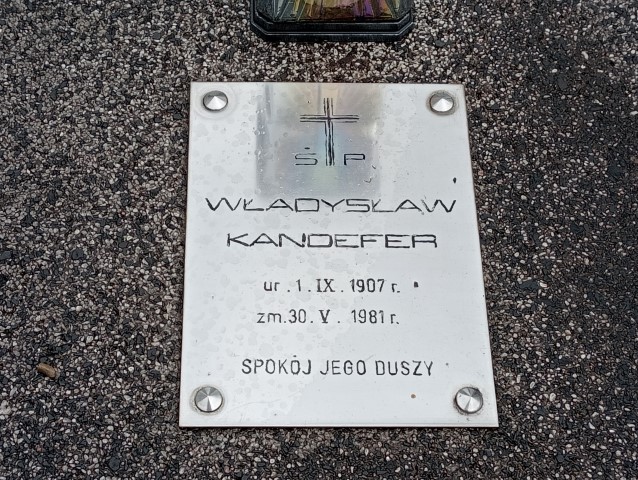 Ś P
WŁADYSŁAW
KANDEFER
ur.1.IX.1907 r.
zm.30.V.1981 r.
SPOKÓJ JEGO DUSZY